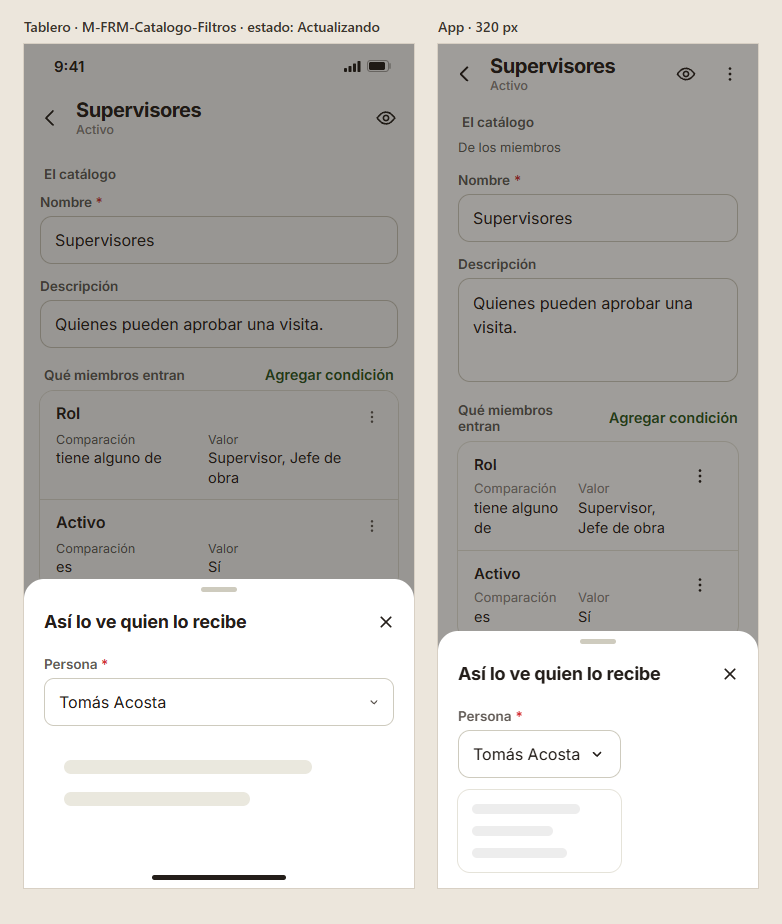 Tablero · M-FRM-Catalogo-Filtros · estado: Actualizando
9:41
Supervisores
Activo
El catálogo
Nombre *
Supervisores
Descripción
Quienes pueden aprobar una visita.
Qué miembros entran
Agregar condición
Rol
Comparación
Valor
tiene alguno de
Supervisor, Jefe de
obra
Activo
Comparación
Valor
es
Sí
Así lo ve quien lo recibe
Persona *
Tomás Acosta
App · 320 px
Supervisores
Activo
El catálogo
De los miembros
Nombre *
Supervisores
Descripción
Quienes pueden aprobar una
visita.
Qué miembros
entran
Agregar condición
Rol
Comparación
Valor
tiene alguno
de
Supervisor,
Jefe de obra
Activo
Comparación
Valor
es
Sí
Así lo ve quien lo recibe
Persona *
Tomás Acosta